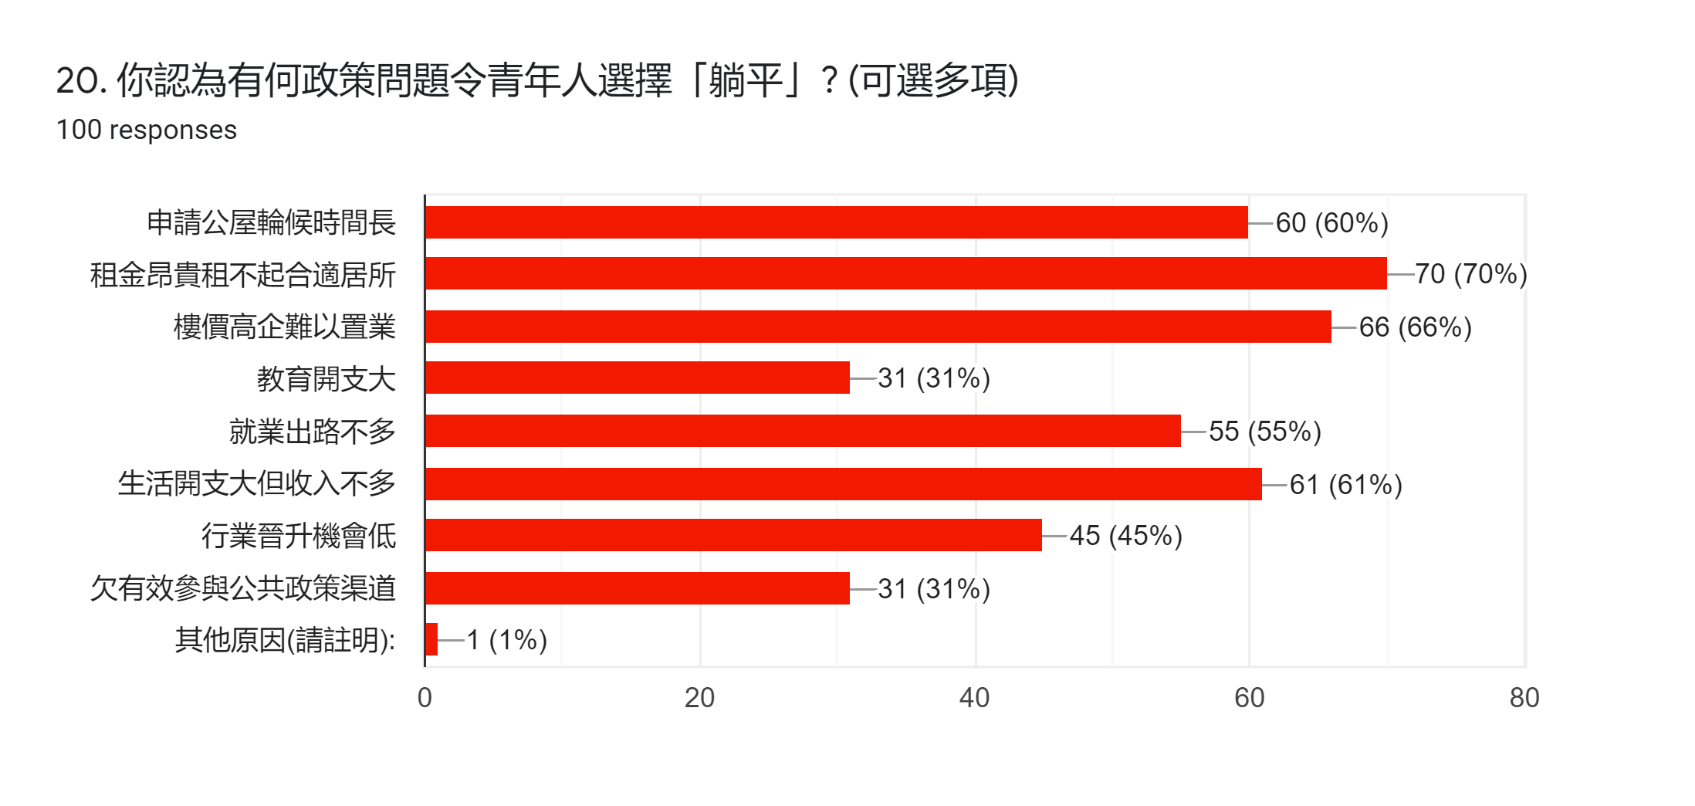 20. 你認為有何政策問題令青年人選擇「躺平」? (可選多項)
100 responses
申請公屋輪候時間長 60 (60%)
租金昂貴租不起合適居所 70 (70%)
樓價高企難以置業 66 (66%)
教育開支大 31 (31%)
就業出路不多 55 (55%)
生活開支大但收入不多 61 (61%)
行業晉升機會低 45 (45%)
欠有效參與公共政策渠道 31 (31%)
其他原因(請註明): 1 (1%)
0 20 40 60 80